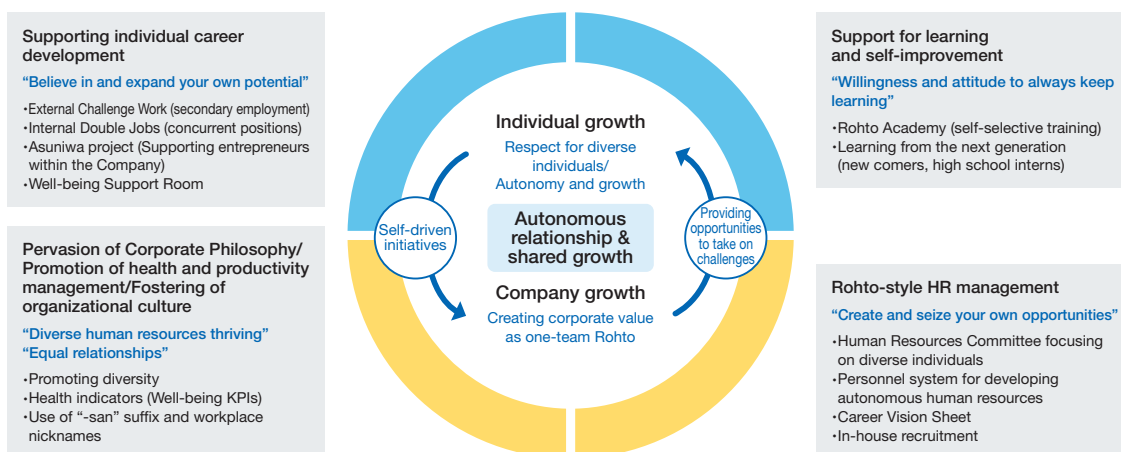 Supporting individual career
development
“Believe in and expand your own potential”
・External Challenge Work (secondary employment)
・Internal Double Jobs (concurrent positions)
・Asuniwa project (Supporting entrepreneurs
within the Company)
・Well-being Support Room
Pervasion of Corporate Philosophy/
Promotion of health and productivity
management/Fostering of
organizational culture
“Diverse human resources thriving”
“Equal relationships”
・Promoting diversity
・Health indicators (Well-being KPIs)
・Use of “-san” suffix and workplace
nicknames
Individual growth
Respect for diverse
individuals/
Autonomy and growth
Self-driven
initiatives
Autonomous
relationship &
shared growth
Providing
opportunities
to take on
challenges
Company growth
Creating corporate value
as one-team Rohto
Support for learning
and self-improvement
“Willingness and attitude to always keep
learning”
・Rohto Academy (self-selective training)
・Learning from the next generation
(new comers, high school interns)
Rohto-style HR management
“Create and seize your own opportunities”
・Human Resources Committee focusing
on diverse individuals
・Personnel system for developing
autonomous human resources
・Career Vision Sheet
・In-house recruitment